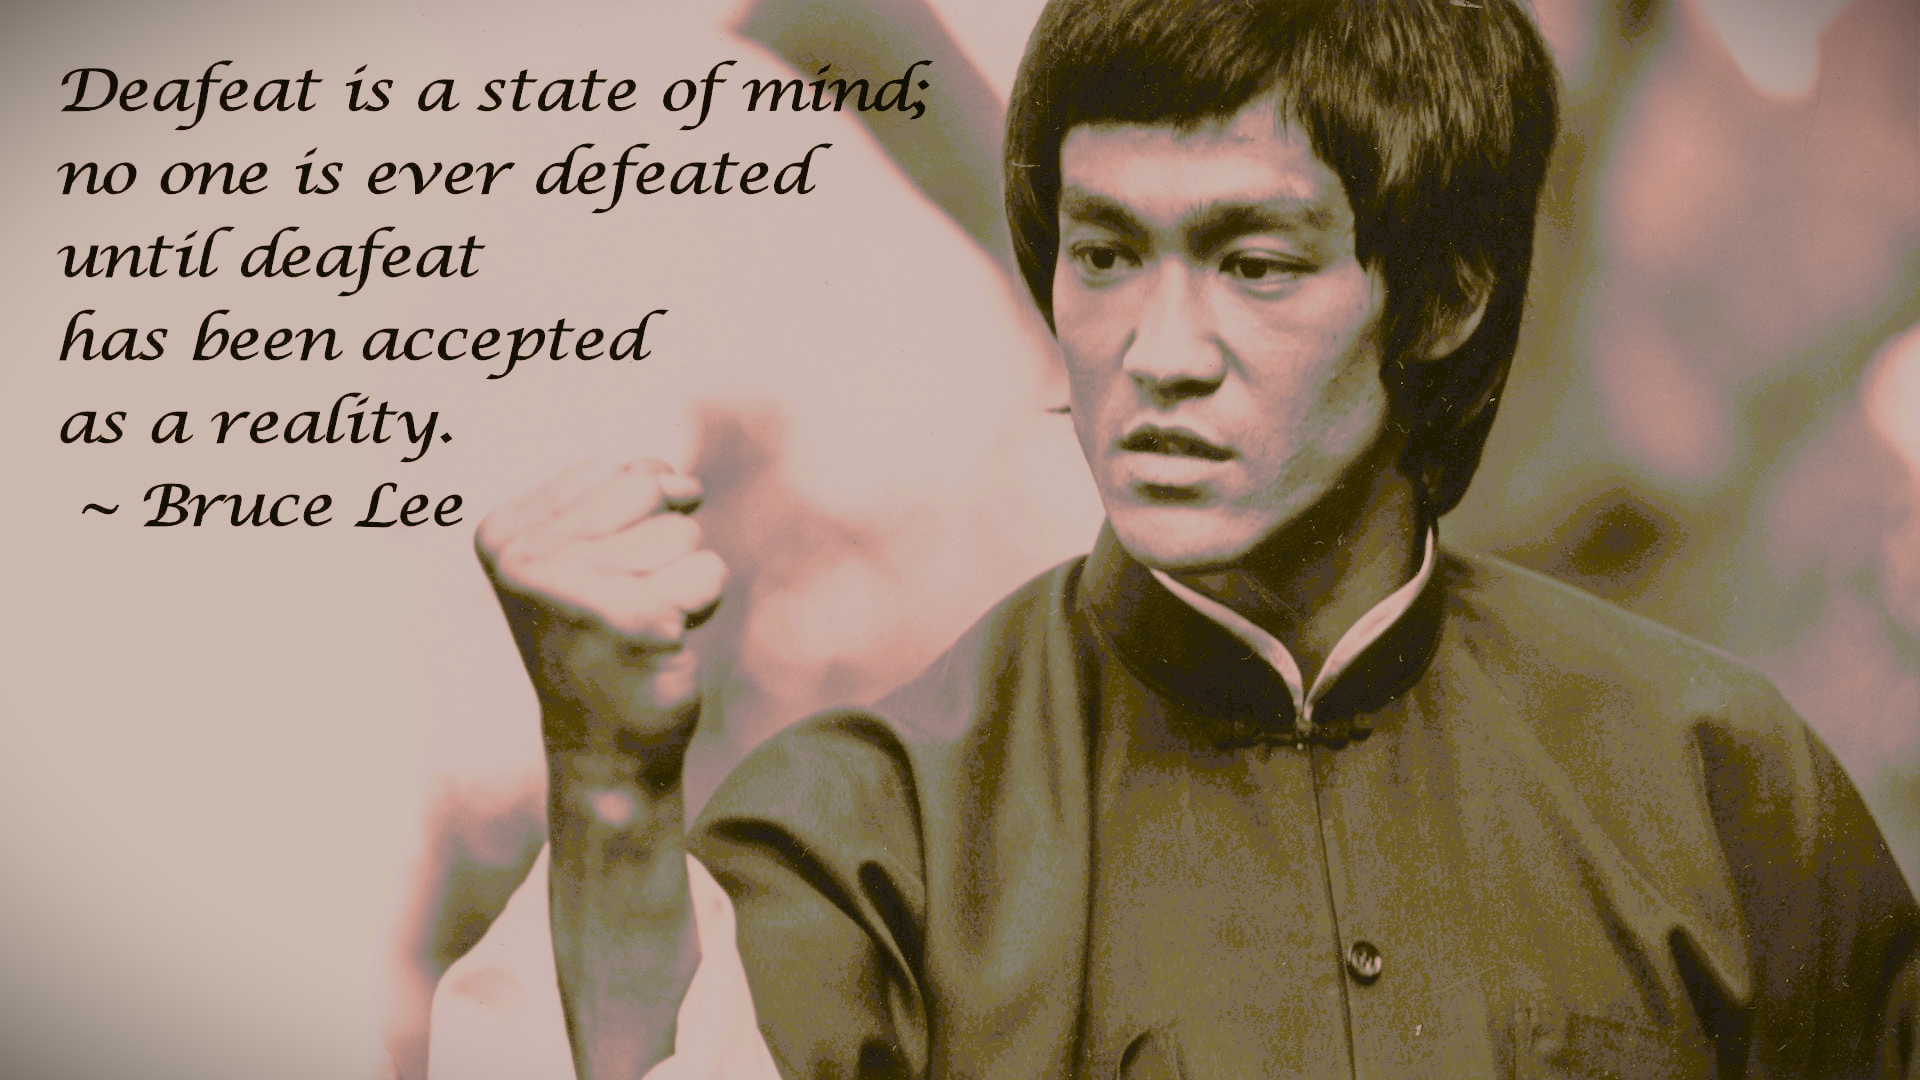 Deafeat is a state of mind;
no one is ever defeated
until deafeat
has been accepted
as a reality.
~ Bruce Lee